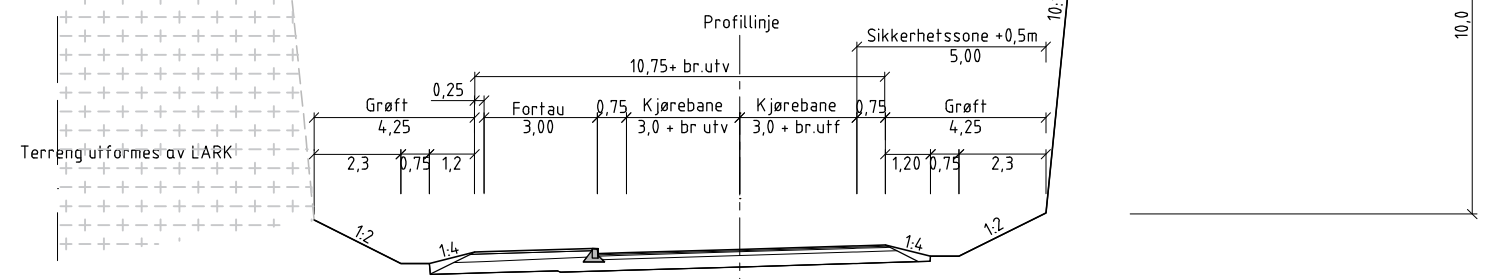 Profillinje
10:
10,0
Sikkerhetssone +0,5m
5,00
10,75+ br.utv
0,25
Grøft
4,25
Fortau
3,00
0,75
Kjørebane
3,0 + br utv
Kjørebane
3,0 + br.utf
0,75
Grøft
4,25
Terreng utformes av LARK
2,3
0,75
1,2
1,20
0,75
2,3
1:2
1:4
1:4
1:2